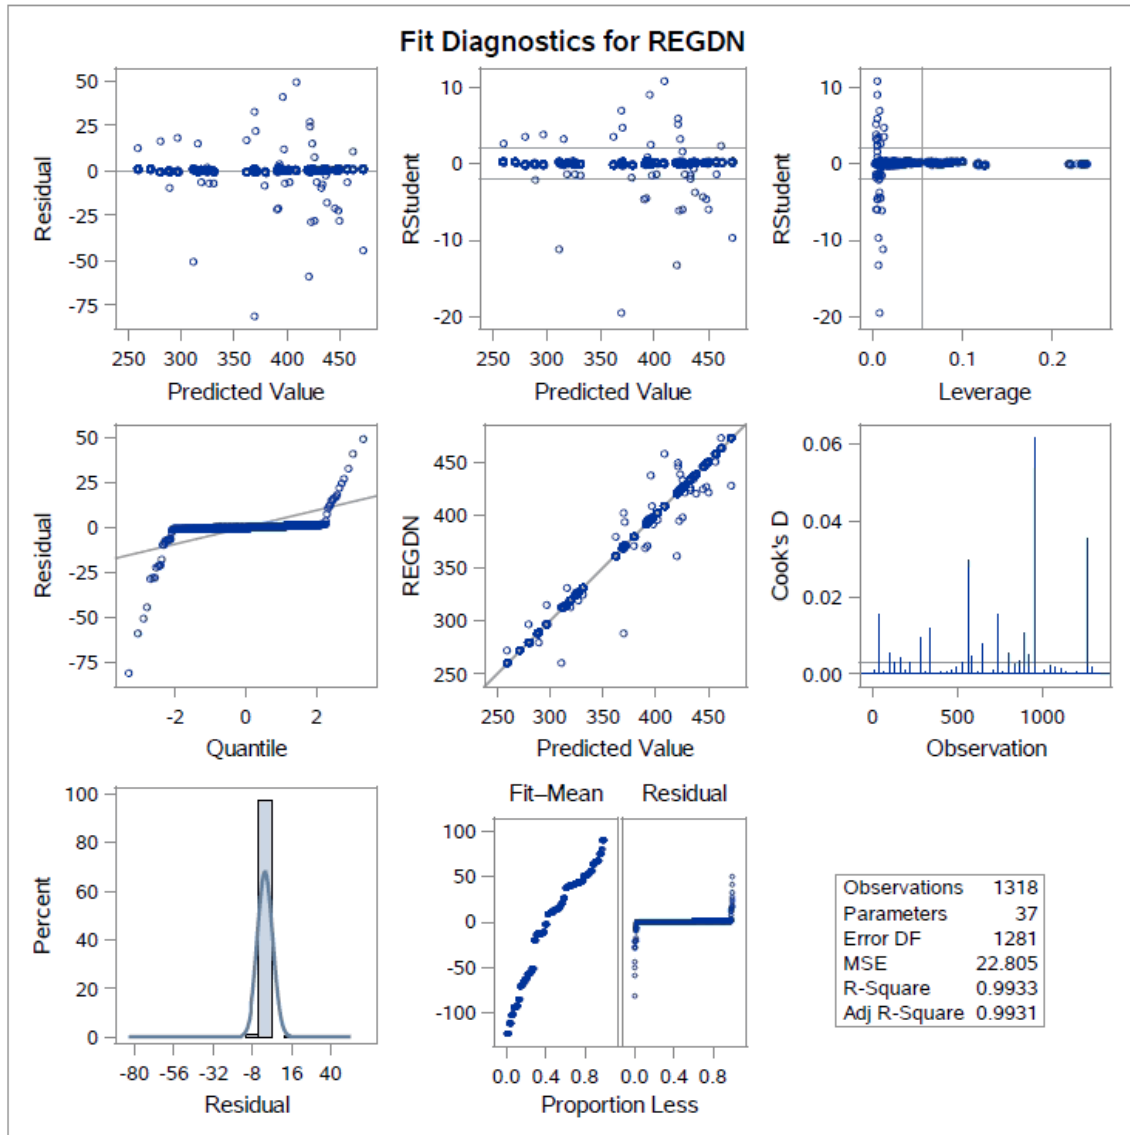 Fit Diagnostics for REGDN
50
25
0
-25
-50
-75
Residual
250 300 350 400 450
Predicted Value
10
0
-10
-20
RStudent
250 300 350 400 450
Predicted Value
10
0
-10
-20
RStudent
0.0 0.1 0.2
Leverage
50
25
0
-25
-50
-75
Residual
-2 0 2
Quantile
450
400
350
300
250
REGDN
250 300 350 400 450
Predicted Value
0.06
0.04
0.02
0.00
Cook's D
0 500 1000
Observation
100
80
60
40
20
0
Percent
-80 -56 -32 -8 16 40
Residual
Fit–Mean Residual
100
50
0
-50
-100
0.0 0.4 0.8 0.0 0.4 0.8
Proportion Less
Observations 1318
Parameters 37
Error DF 1281
MSE 22.805
R-Square 0.9933
Adj R-Square 0.9931